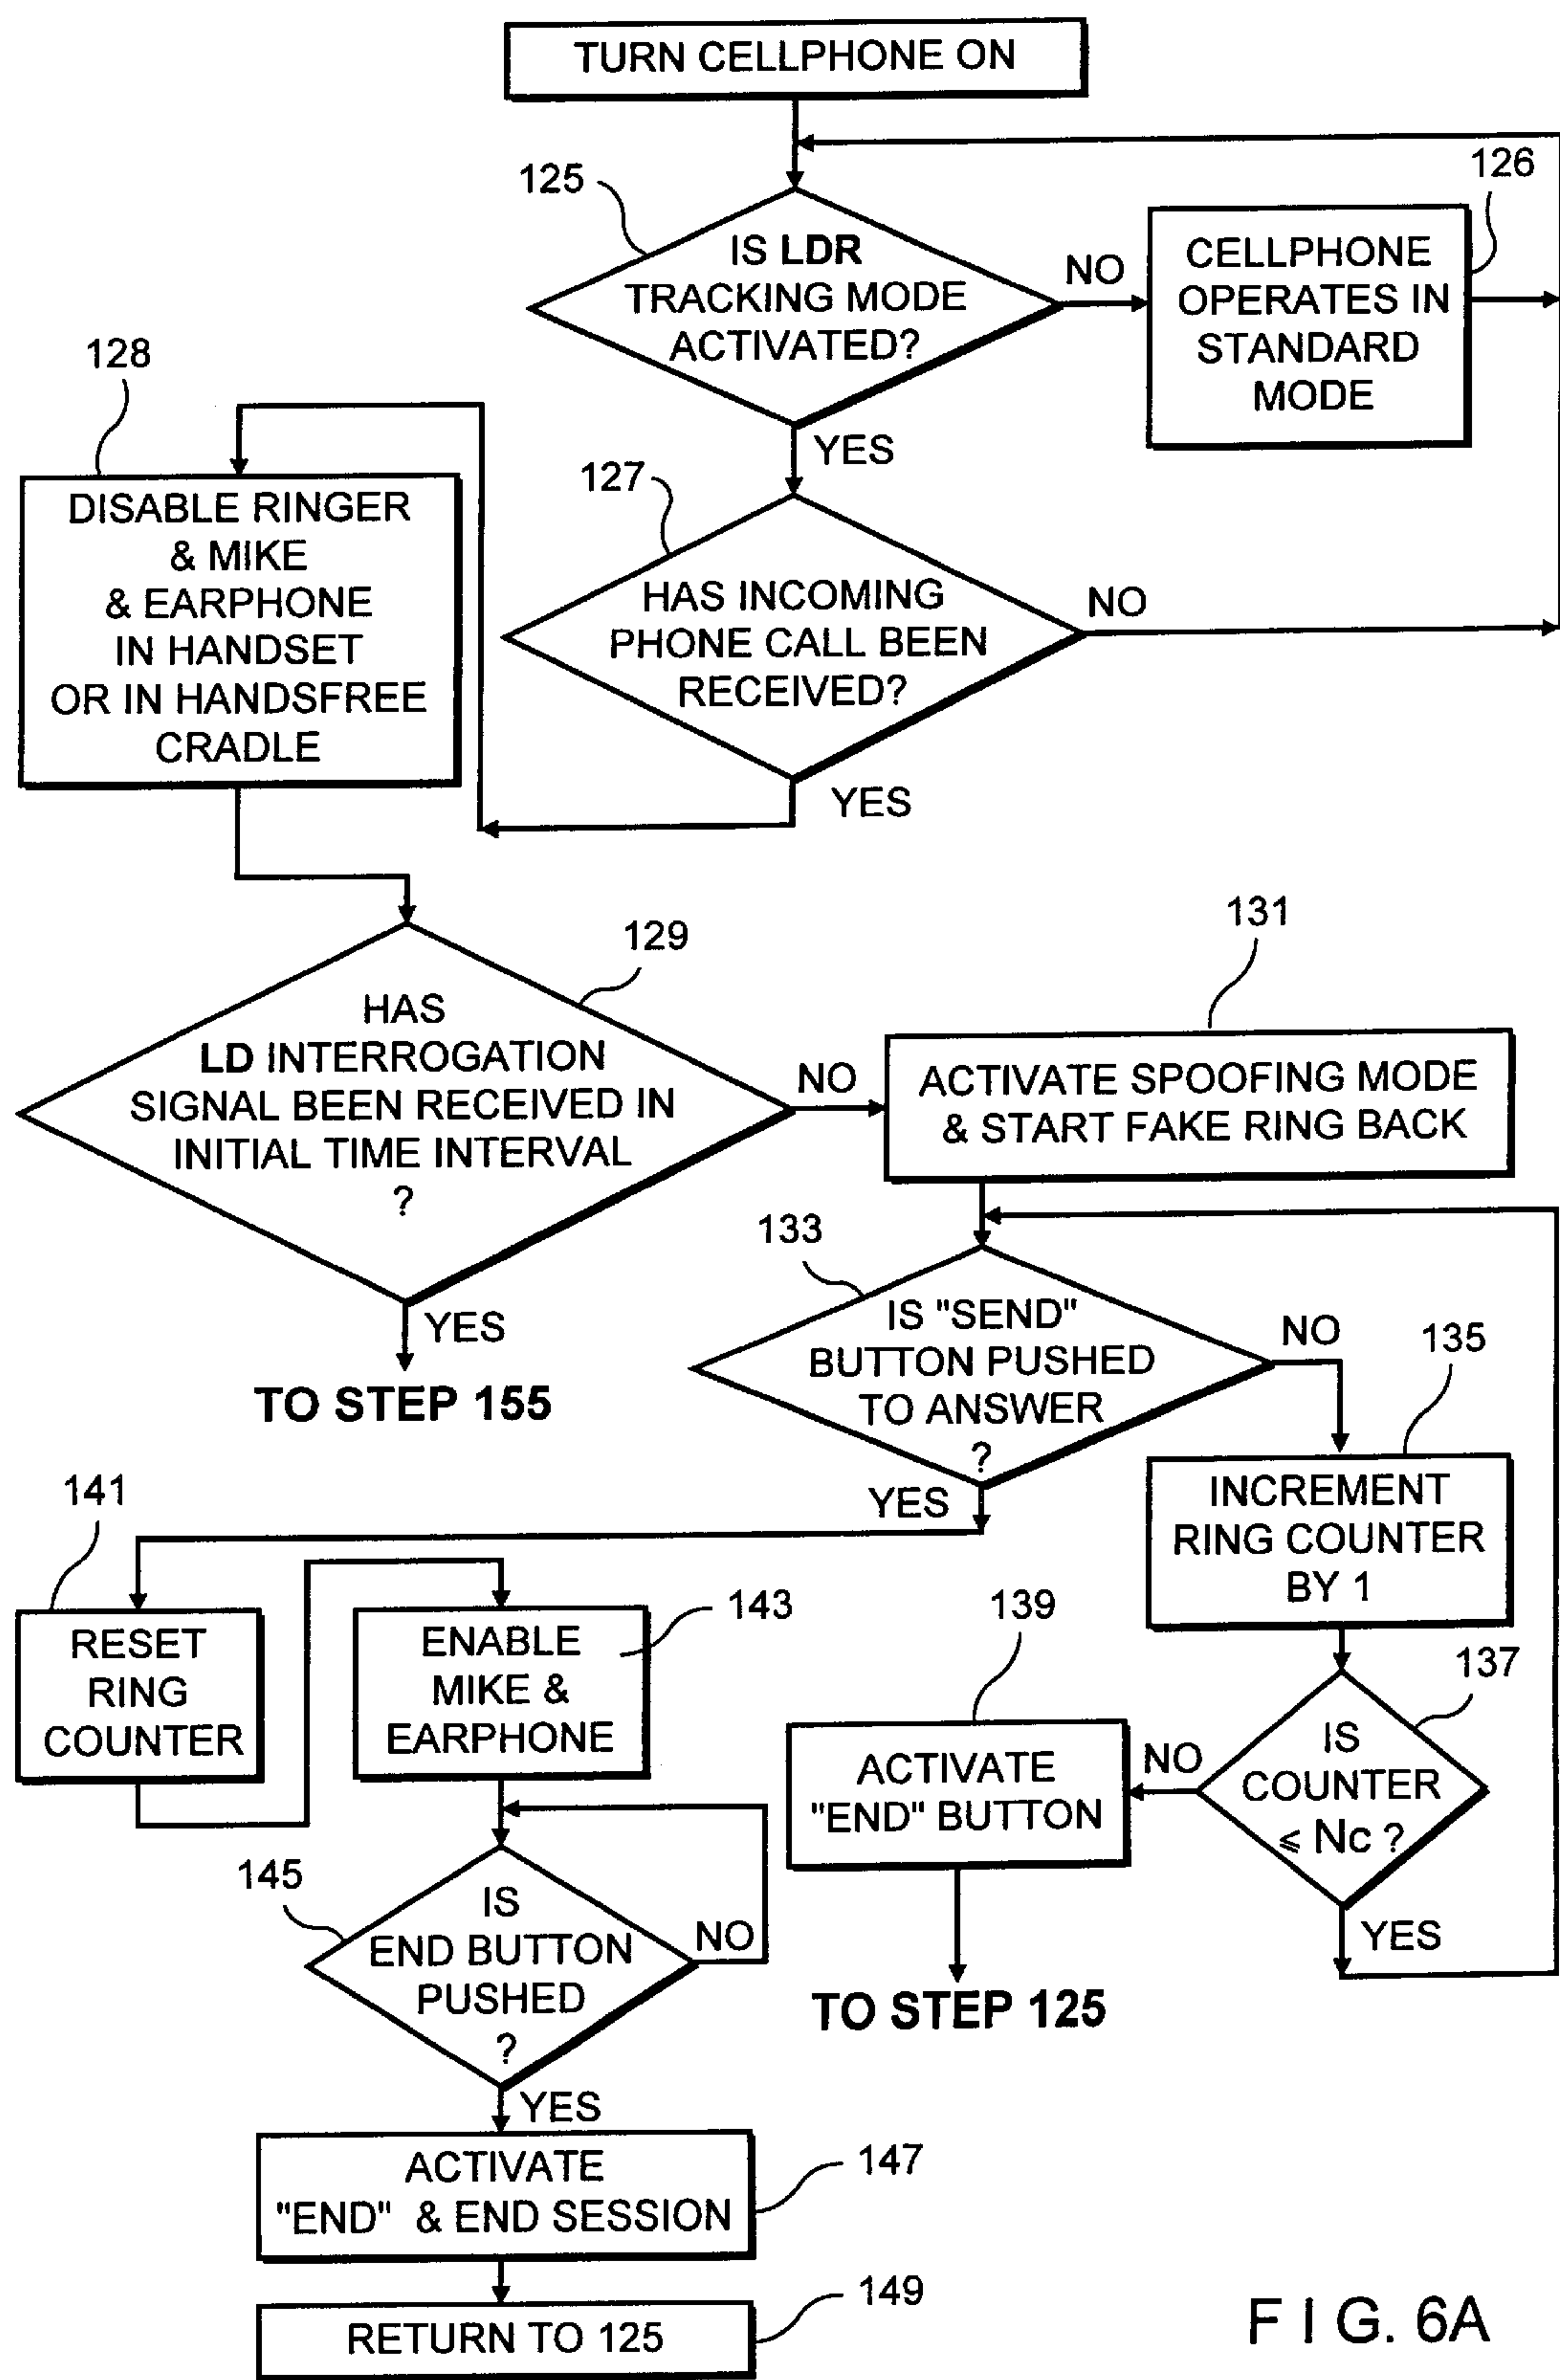 TURN CELLPHONE ON
125
IS LDR
TRACKING MODE
ACTIVATED?
NO
126
CELLPHONE
OPERATES IN
STANDARD
MODE
YES
127
HAS INCOMING
PHONE CALL BEEN
RECEIVED?
NO
YES
128
DISABLE RINGER
& MIKE
& EARPHONE
IN HANDSET
OR IN HANDSFREE
CRADLE
129
HAS
LD INTERROGATION
SIGNAL BEEN RECEIVED IN
INITIAL TIME INTERVAL
?
NO
YES
TO STEP 155
131
ACTIVATE SPOOFING MODE
& START FAKE RING BACK
133
IS "SEND"
BUTTON PUSHED
TO ANSWER
?
NO
YES
135
INCREMENT
RING COUNTER
BY 1
137
IS
COUNTER
⩽ Nc ?
NO
YES
139
ACTIVATE
"END" BUTTON
TO STEP 125
141
RESET
RING
COUNTER
143
ENABLE
MIKE &
EARPHONE
145
IS
END BUTTON
PUSHED
?
NO
YES
147
ACTIVATE
"END" & END SESSION
149
RETURN TO 125
FIG. 6A